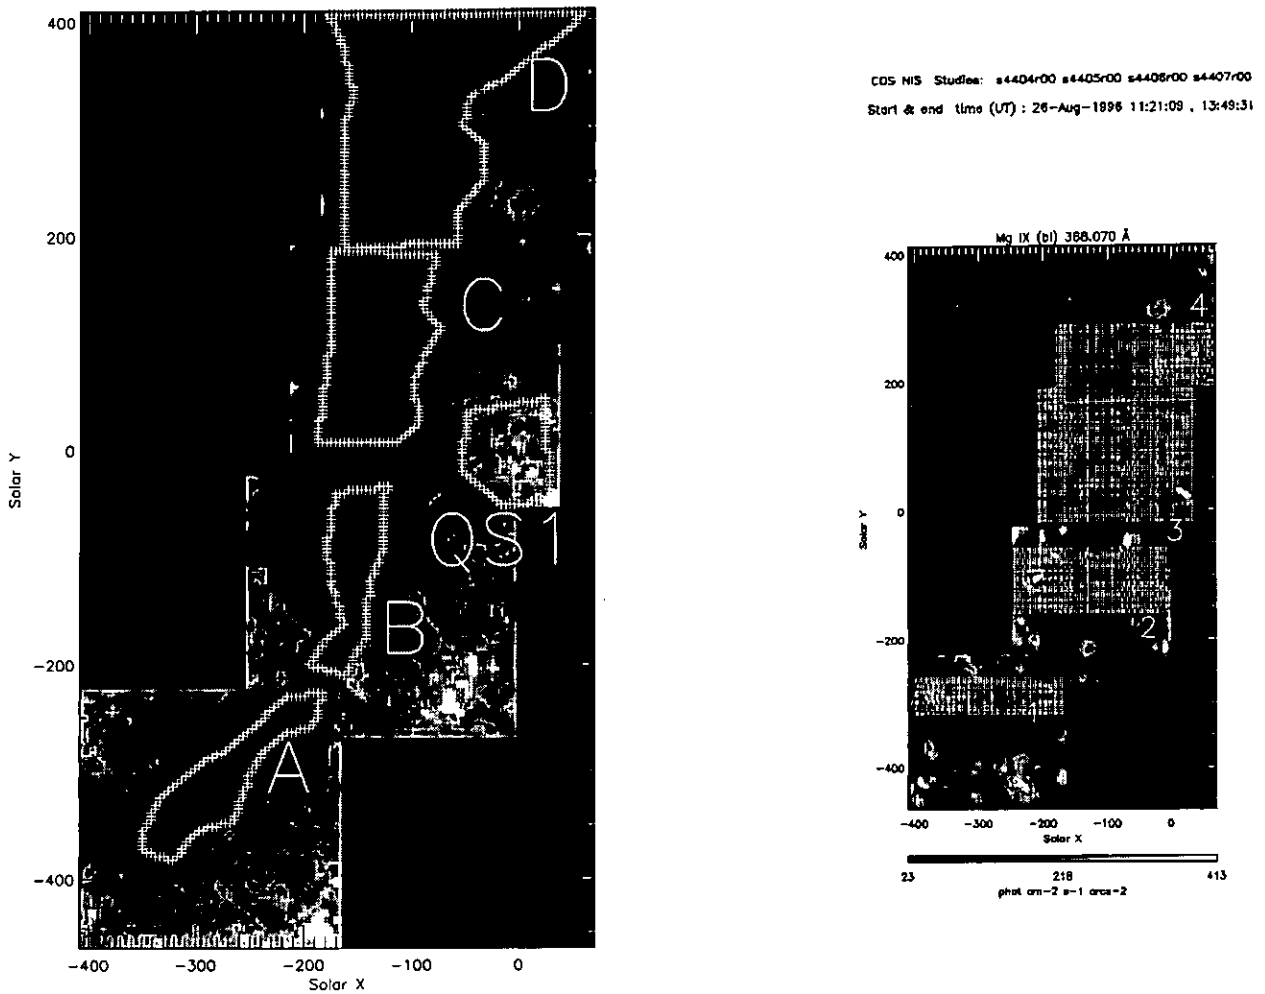 CDS NIS Studies: s4404r00 s4405r00 s4406r00 s4407r00
Start & end time (UT) : 26-Aug-1996 11:21:09 , 13:49:31
400
200
0
-200
-400
Solar Y
D
C
QS 1
B
A
-400 -300 -200 -100 0
Solar X
Mg IX (bl) 368.070 Å
400
200
0
-200
-400
Solar Y
4
3
2
-400 -300 -200 -100 0
Solar X
23 218 413
phot cm-2 s-1 arcs-2